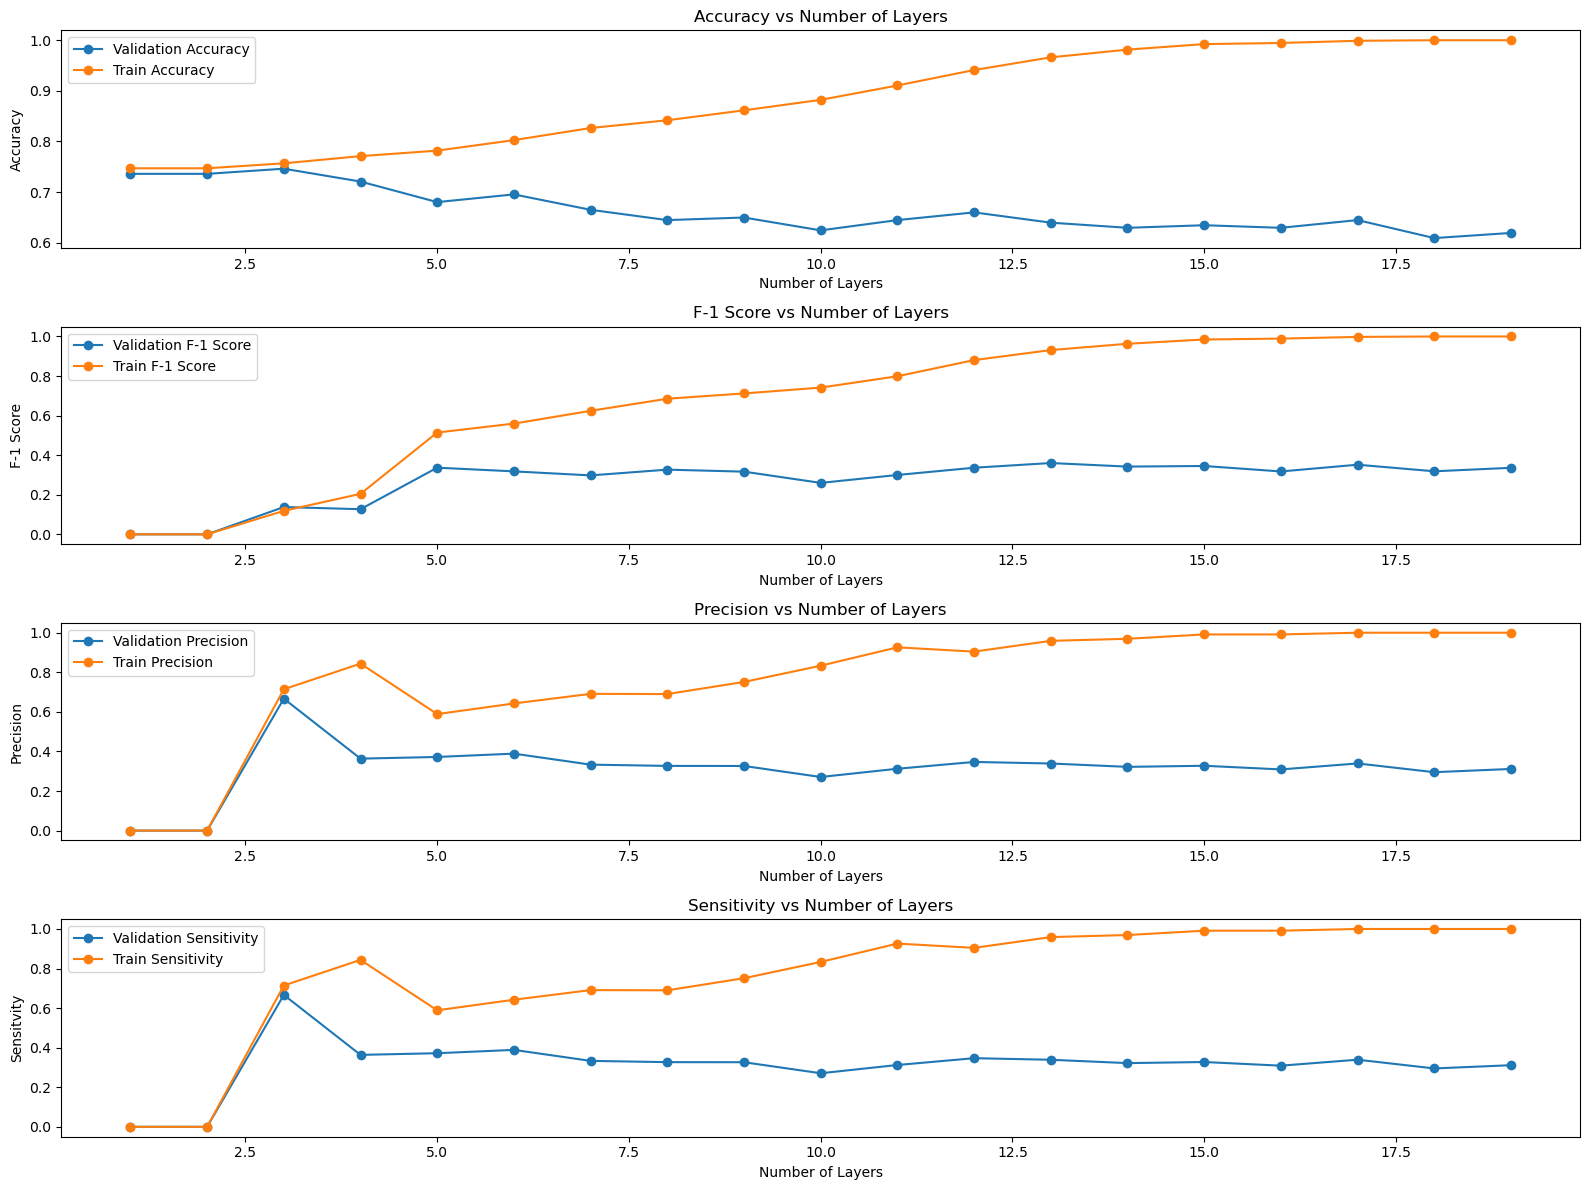 Accuracy vs Number of Layers
Validation Accuracy
Train Accuracy
Accuracy
1.0
0.9
0.8
0.7
0.6
2.5 5.0 7.5 10.0 12.5 15.0 17.5
Number of Layers
F-1 Score vs Number of Layers
Validation F-1 Score
Train F-1 Score
F-1 Score
1.0
0.8
0.6
0.4
0.2
0.0
2.5 5.0 7.5 10.0 12.5 15.0 17.5
Number of Layers
Precision vs Number of Layers
Validation Precision
Train Precision
Precision
1.0
0.8
0.6
0.4
0.2
0.0
2.5 5.0 7.5 10.0 12.5 15.0 17.5
Number of Layers
Sensitivity vs Number of Layers
Validation Sensitivity
Train Sensitivity
Sensitvity
1.0
0.8
0.6
0.4
0.2
0.0
2.5 5.0 7.5 10.0 12.5 15.0 17.5
Number of Layers